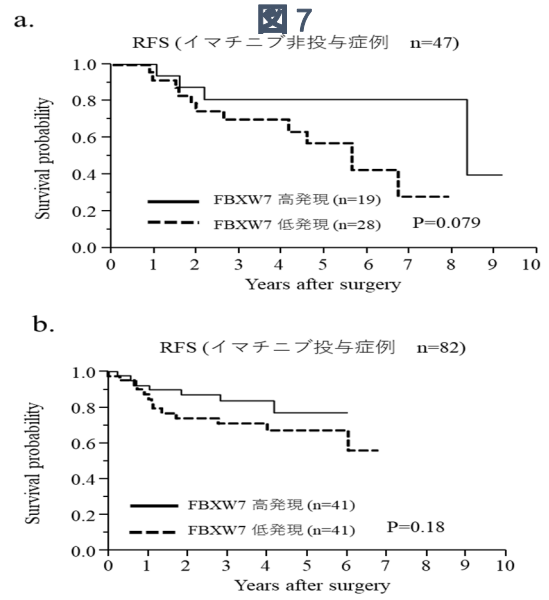 図 7
a.
RFS (イマチニブ非投与症例 n=47)
Survival probability
1.0
0.8
0.6
0.4
0.2
0.0
FBXW7 高発現 (n=19)
FBXW7 低発現 (n=28) P=0.079
0 1 2 3 4 5 6 7 8 9 10
Years after surgery
b.
RFS (イマチニブ投与症例 n=82)
Survival probability
1.0
0.8
0.6
0.4
0.2
0.0
FBXW7 高発現 (n=41)
FBXW7 低発現 (n=41) P=0.18
0 1 2 3 4 5 6 7 8 9 10
Years after surgery